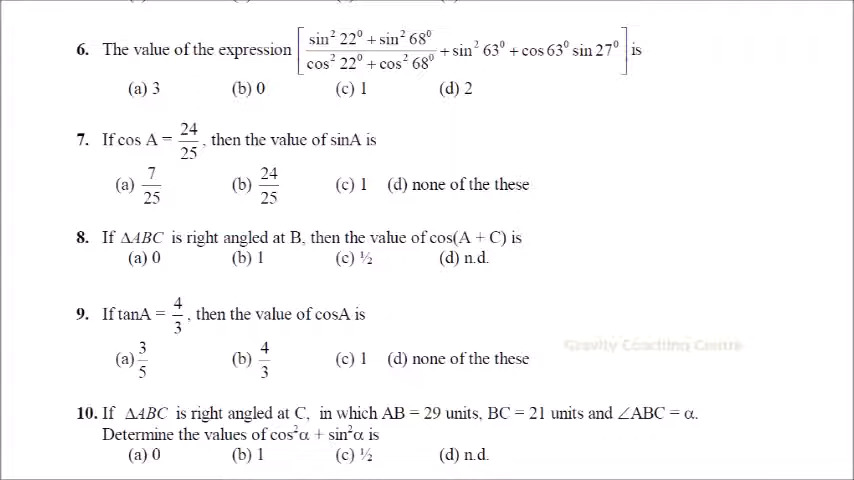 6. The value of the expression [ (sin² 22⁰ + sin² 68⁰)/(cos² 22⁰ + cos² 68⁰) + sin² 63⁰ + cos 63⁰ sin 27⁰ ] is
(a) 3 (b) 0 (c) 1 (d) 2
7. If cos A = 24/25, then the value of sinA is
(a) 7/25 (b) 24/25 (c) 1 (d) none of the these
8. If ΔABC is right angled at B, then the value of cos(A + C) is
(a) 0 (b) 1 (c) ½ (d) n.d.
9. If tanA = 4/3, then the value of cosA is
Gravity Coaching Centre
(a) 3/5 (b) 4/3 (c) 1 (d) none of the these
10. If ΔABC is right angled at C, in which AB = 29 units, BC = 21 units and ∠ABC = α.
Determine the values of cos²α + sin²α is
(a) 0 (b) 1 (c) ½ (d) n.d.